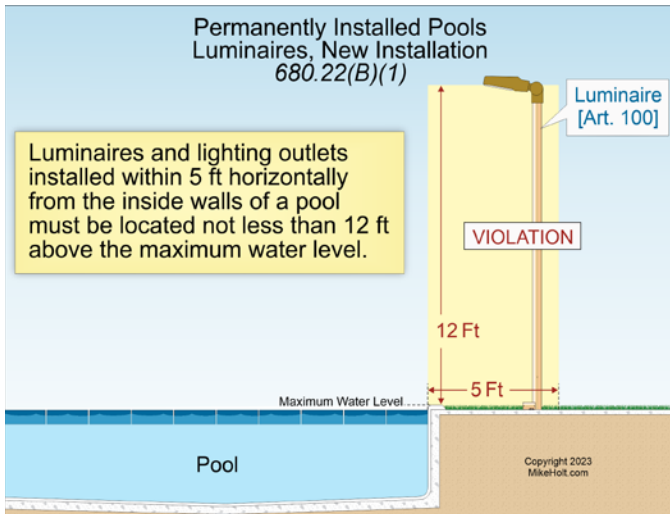 Permanently Installed Pools
Luminaires, New Installation
680.22(B)(1)
Luminaire
[Art. 100]
Luminaires and lighting outlets
installed within 5 ft horizontally
from the inside walls of a pool
must be located not less than 12 ft
above the maximum water level.
VIOLATION
12 Ft
5 Ft
Maximum Water Level
Pool
Copyright 2023
MikeHolt.com